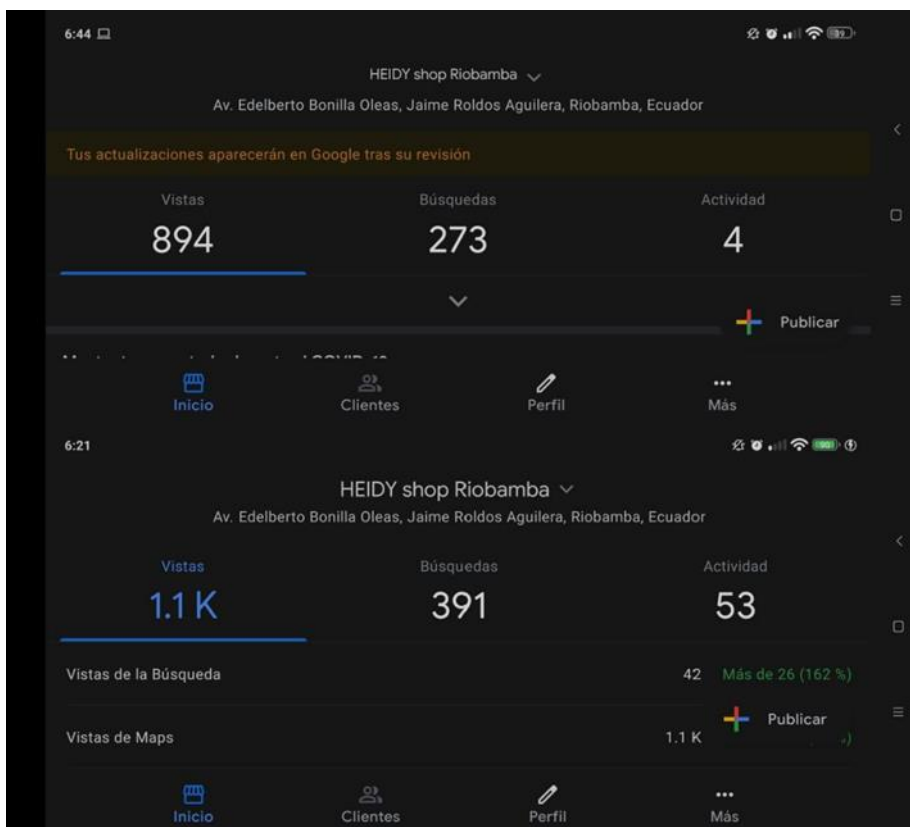 6:44
HEIDY shop Riobamba
Av. Edelberto Bonilla Oleas, Jaime Roldos Aguilera, Riobamba, Ecuador
Tus actualizaciones aparecerán en Google tras su revisión
Vistas Búsquedas Actividad
894 273 4
Publicar
Inicio Clientes Perfil Más
6:21
HEIDY shop Riobamba
Av. Edelberto Bonilla Oleas, Jaime Roldos Aguilera, Riobamba, Ecuador
Vistas Búsquedas Actividad
1.1 K 391 53
Vistas de la Búsqueda 42 Más de 26 (162 %)
Publicar
Vistas de Maps 1.1 K
Inicio Clientes Perfil Más